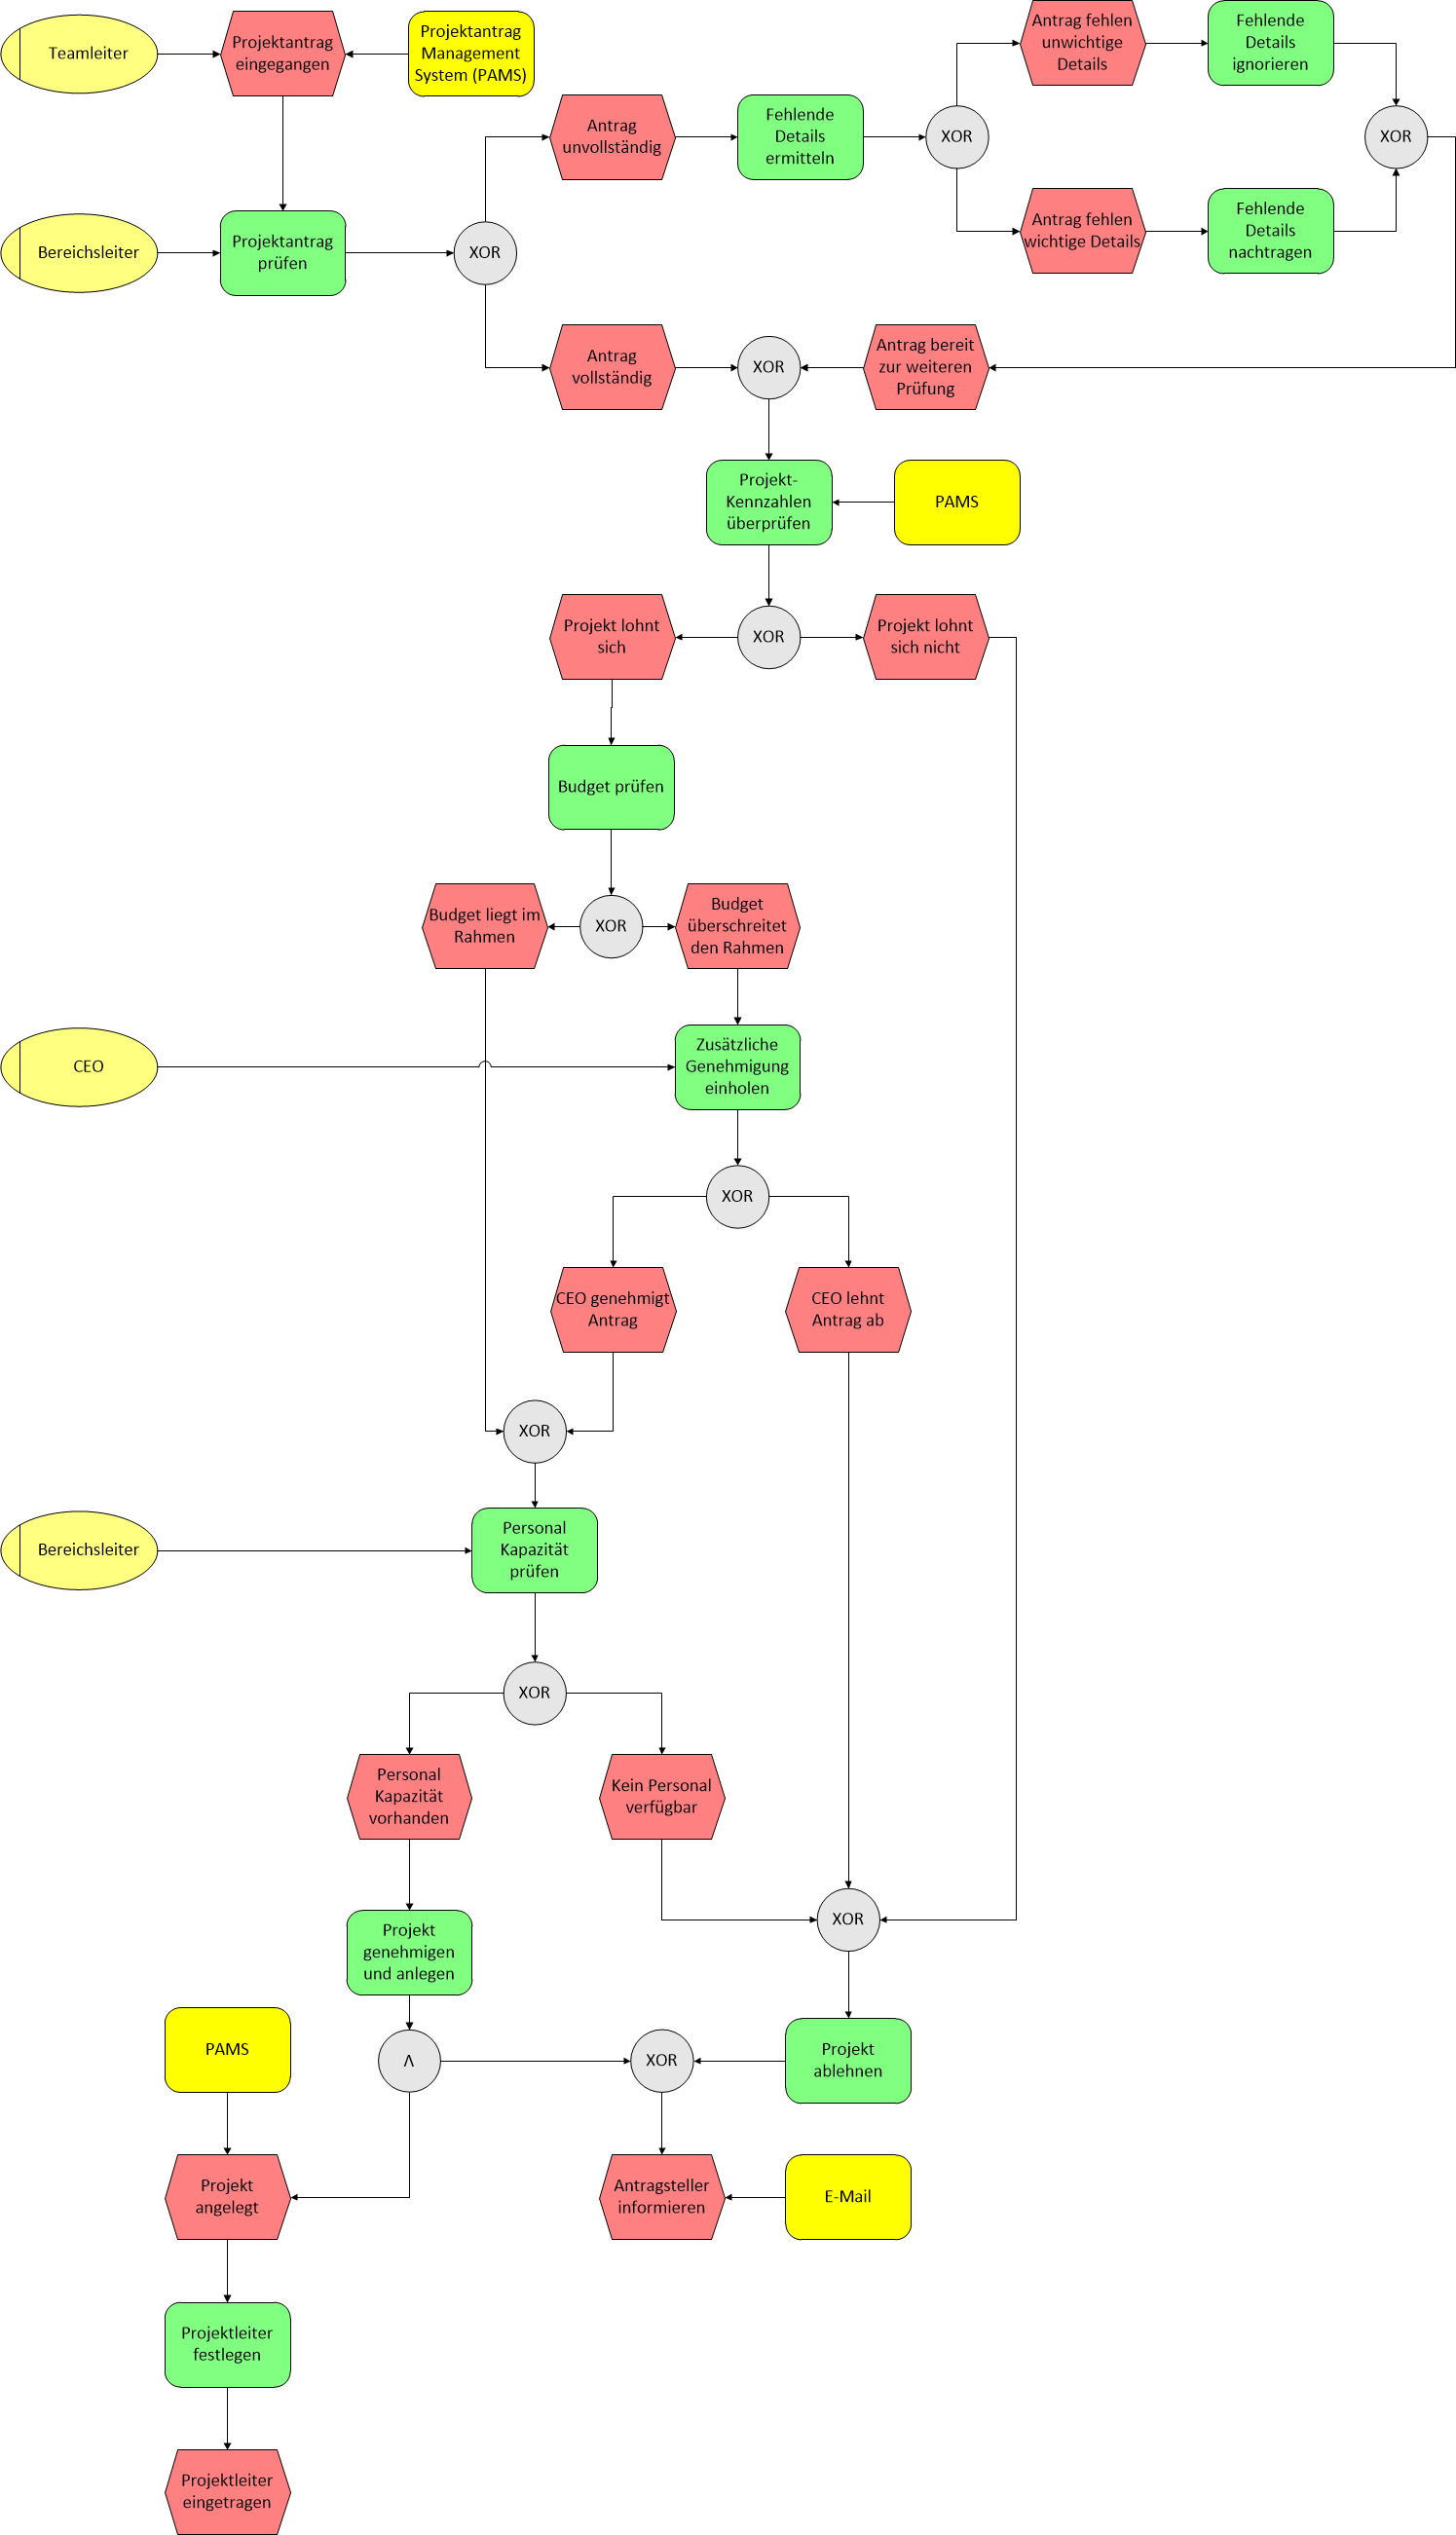 Teamleiter
Projektantrag
eingegangen
Projektantrag
Management
System (PAMS)
Antrag fehlen
unwichtige
Details
Fehlende
Details
ignorieren
Antrag
unvollständig
Fehlende
Details
ermitteln
XOR
XOR
Bereichsleiter
Projektantrag
prüfen
XOR
Antrag fehlen
wichtige Details
Fehlende
Details
nachtragen
Antrag
vollständig
XOR
Antrag bereit
zur weiteren
Prüfung
Projekt-
Kennzahlen
überprüfen
PAMS
Projekt lohnt
sich
XOR
Projekt lohnt
sich nicht
Budget prüfen
Budget liegt im
Rahmen
XOR
Budget
überschreitet
den Rahmen
CEO
Zusätzliche
Genehmigung
einholen
XOR
CEO genehmigt
Antrag
CEO lehnt
Antrag ab
XOR
Bereichsleiter
Personal
Kapazität
prüfen
XOR
Personal
Kapazität
vorhanden
Kein Personal
verfügbar
XOR
Projekt
genehmigen
und anlegen
PAMS
Λ
XOR
Projekt
ablehnen
Projekt
angelegt
Antragsteller
informieren
E-Mail
Projektleiter
festlegen
Projektleiter
eingetragen